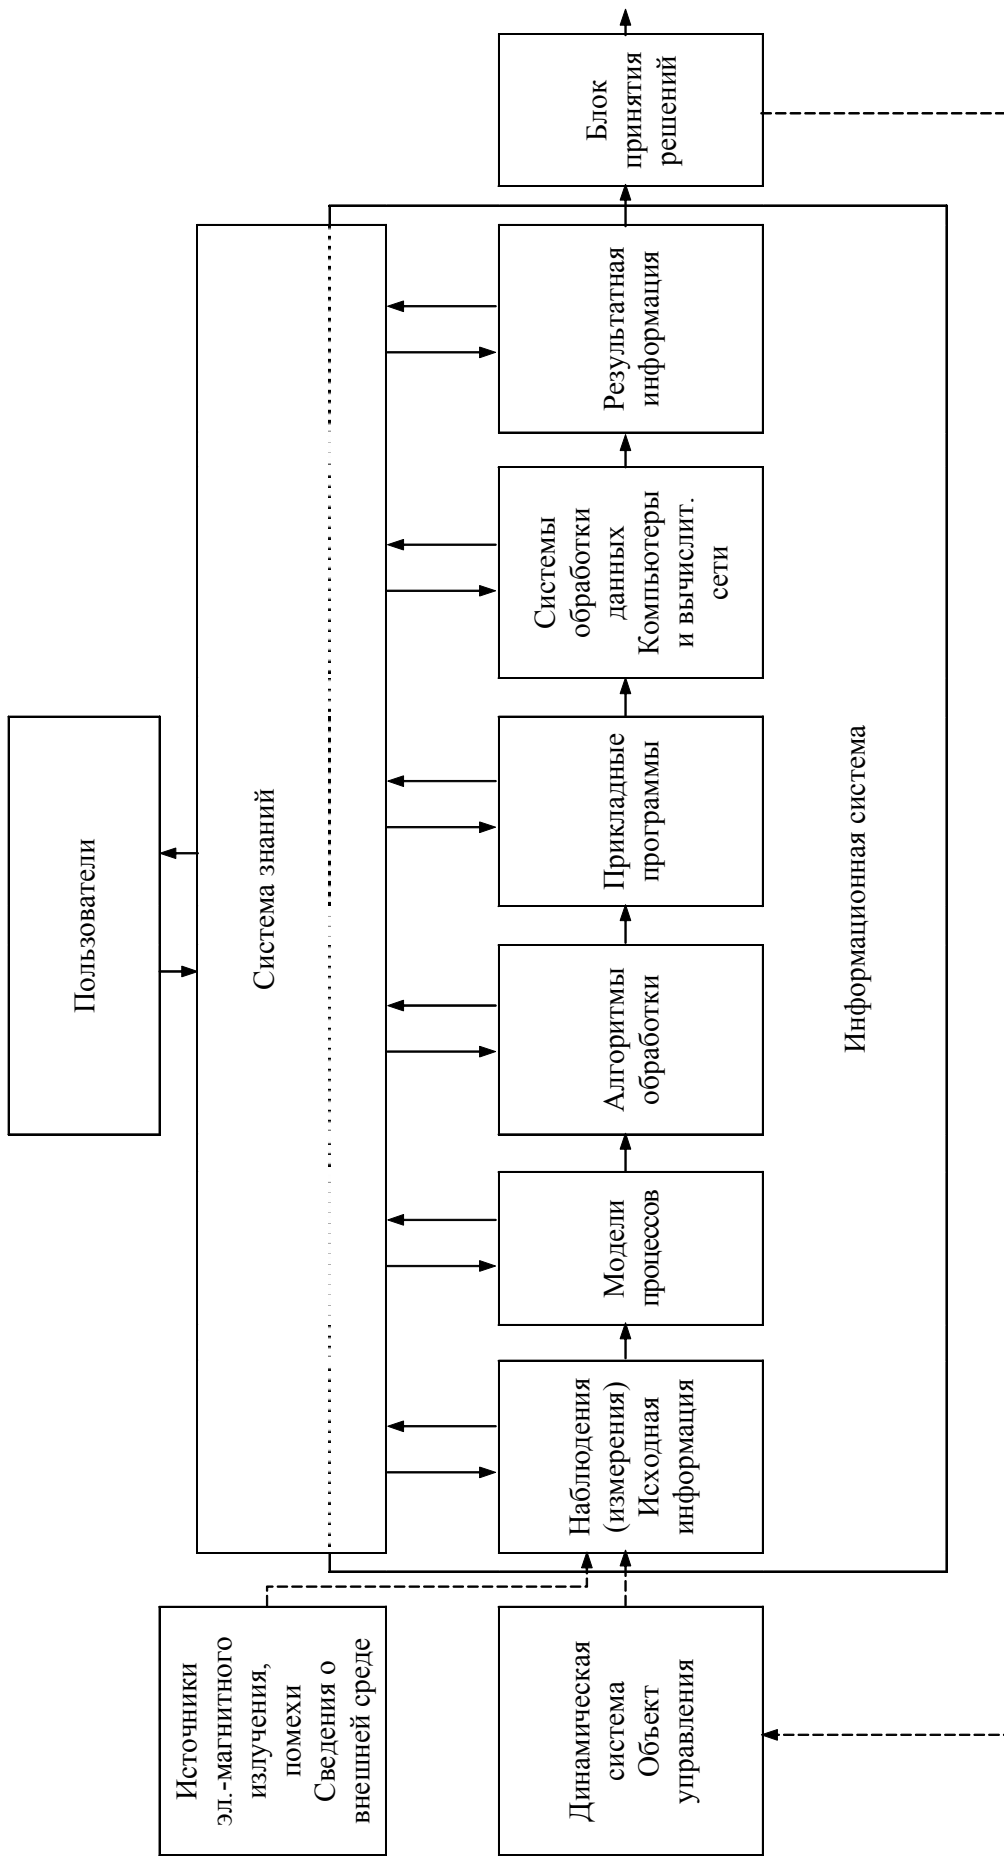 Пользователи
Система знаний
Источники
эл.-магнитного
излучения,
помехи
Сведения о
внешней среде
Динамическая
система
Объект
управления
Наблюдения
(измерения)
Исходная
информация
Модели
процессов
Алгоритмы
обработки
Прикладные
программы
Системы
обработки
данных
Компьютеры
и вычислит.
сети
Результатная
информация
Блок
принятия
решений
Информационная система